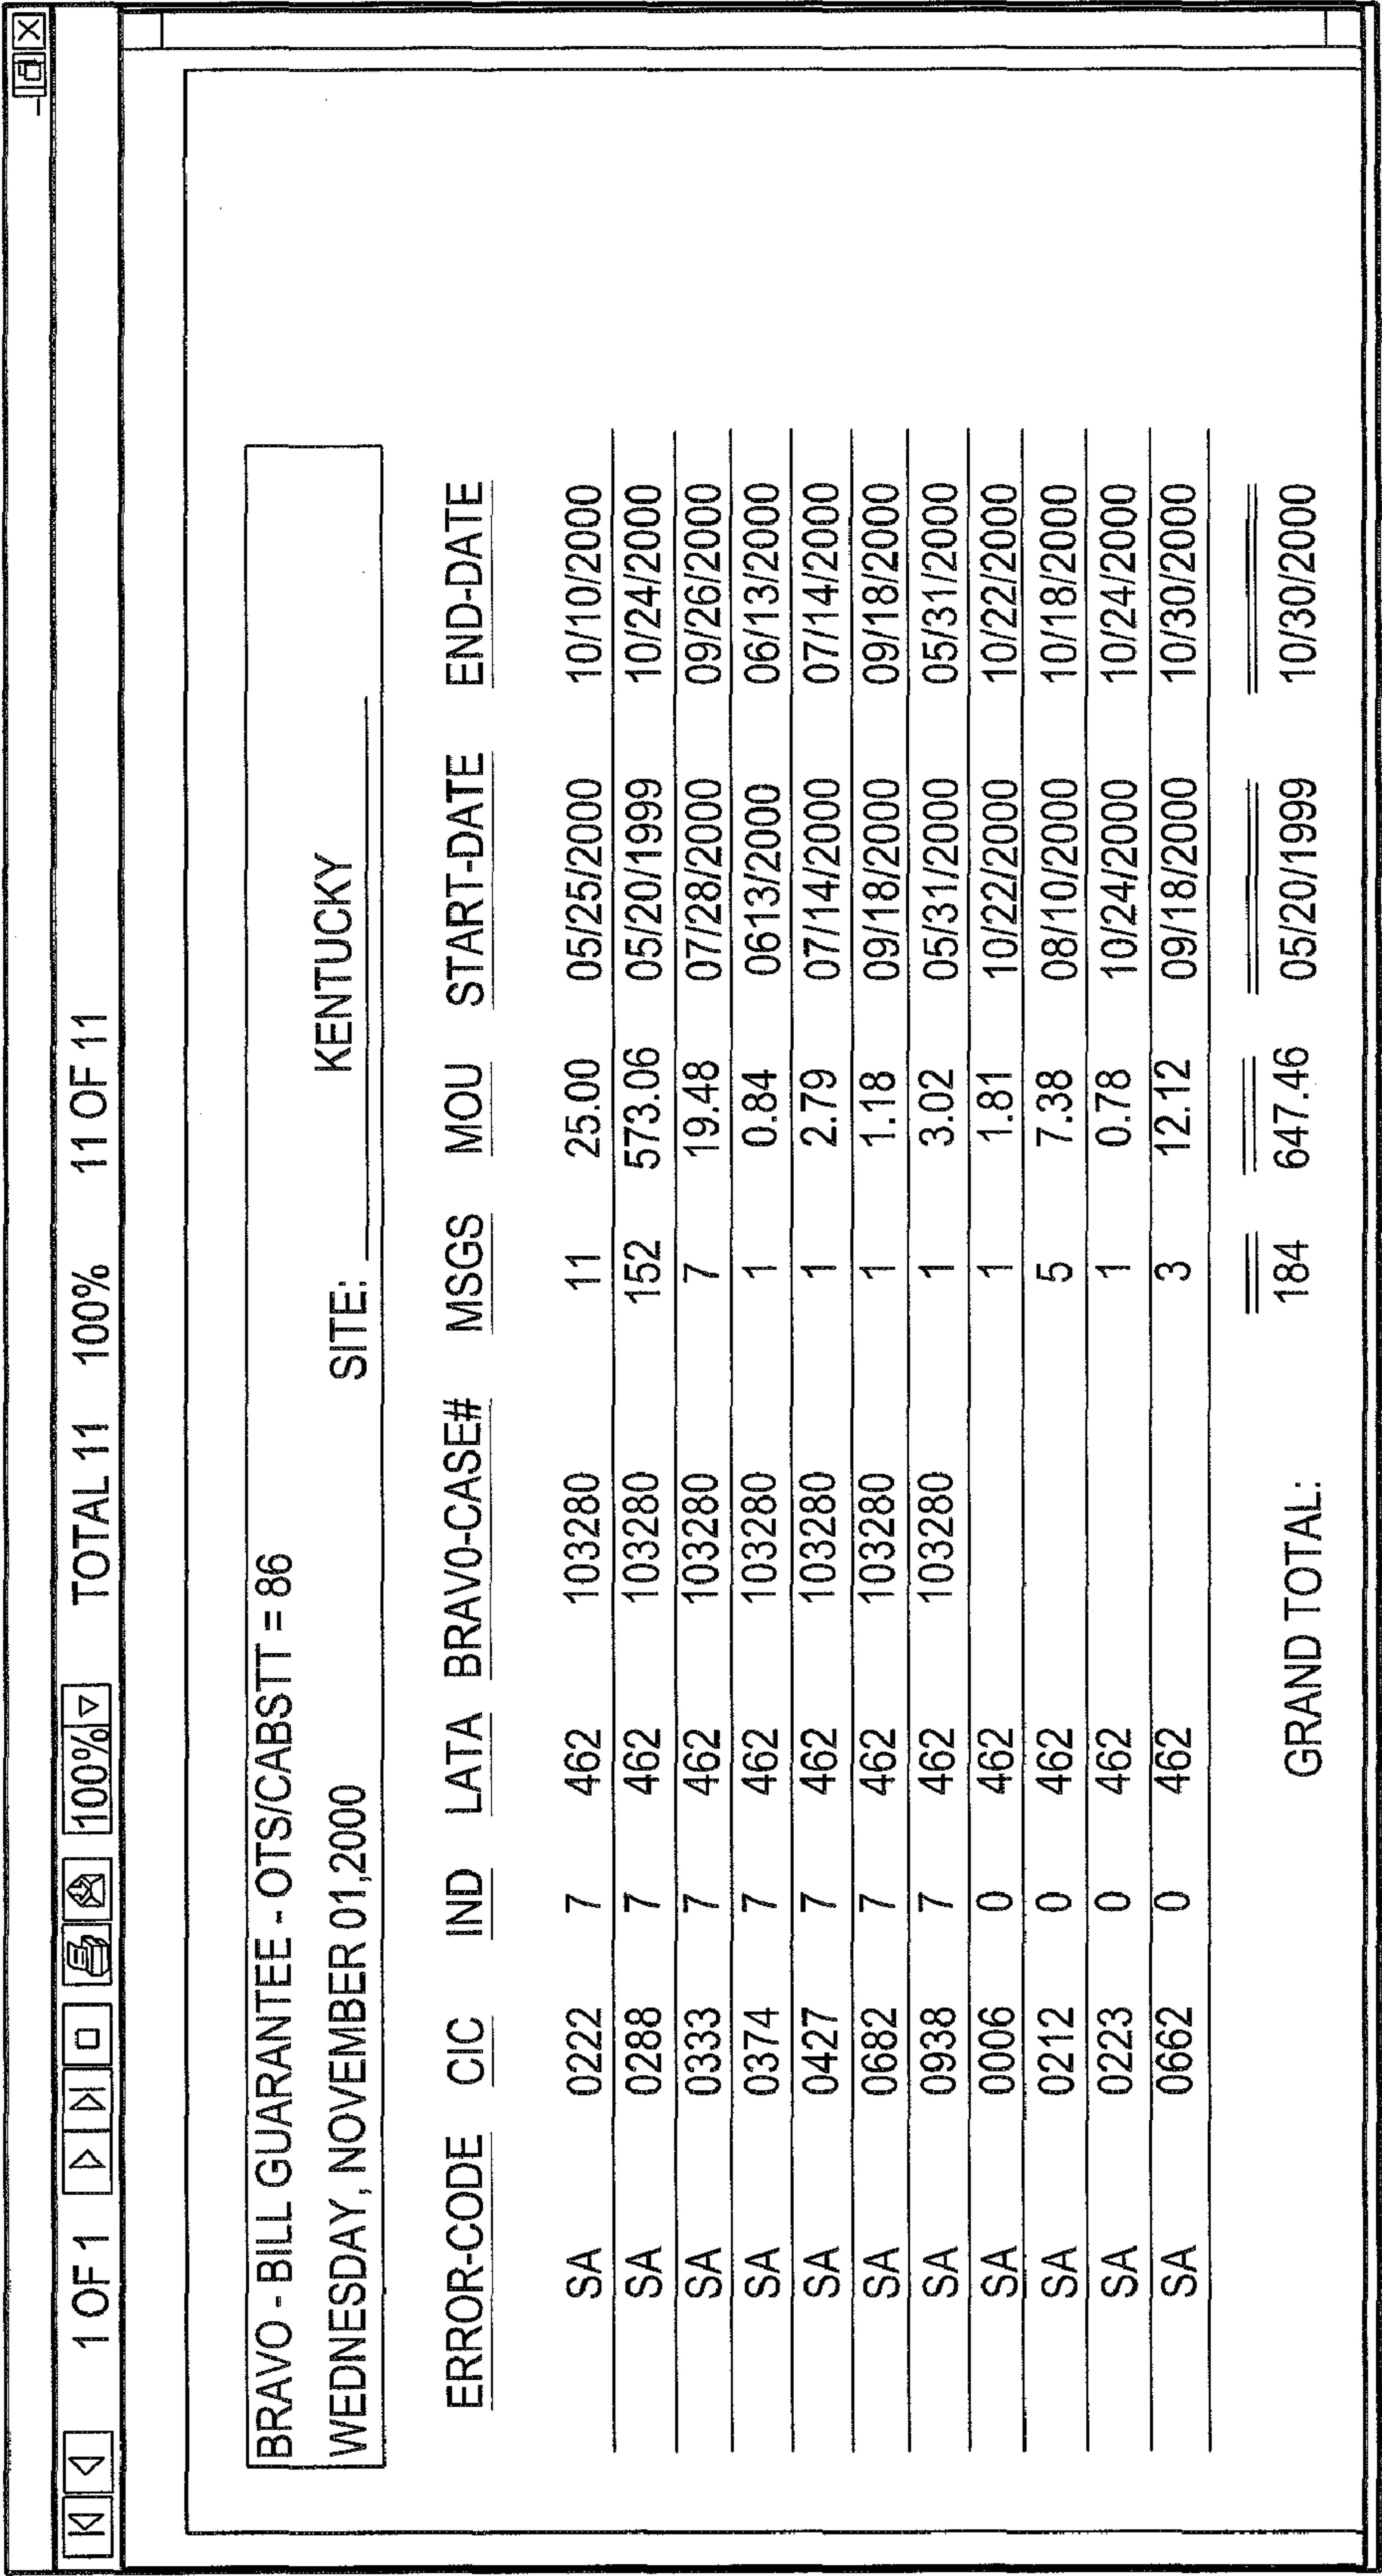 1 OF 1 100% TOTAL 11 100% 11 OF 11
BRAVO - BILL GUARANTEE - OTS/CABSTT = 86
WEDNESDAY, NOVEMBER 01,2000 SITE: KENTUCKY
ERROR-CODE CIC IND LATA BRAVO-CASE# MSGS MOU START-DATE END-DATE
SA 0222 7 462 103280 11 25.00 05/25/2000 10/10/2000
SA 0288 7 462 103280 152 573.06 05/20/1999 10/24/2000
SA 0333 7 462 103280 7 19.48 07/28/2000 09/26/2000
SA 0374 7 462 103280 1 0.84 0613/2000 06/13/2000
SA 0427 7 462 103280 1 2.79 07/14/2000 07/14/2000
SA 0682 7 462 103280 1 1.18 09/18/2000 09/18/2000
SA 0938 7 462 103280 1 3.02 05/31/2000 05/31/2000
SA 0006 0 462 1 1.81 10/22/2000 10/22/2000
SA 0212 0 462 5 7.38 08/10/2000 10/18/2000
SA 0223 0 462 1 0.78 10/24/2000 10/24/2000
SA 0662 0 462 3 12.12 09/18/2000 10/30/2000
GRAND TOTAL: 184 647.46 05/20/1999 10/30/2000